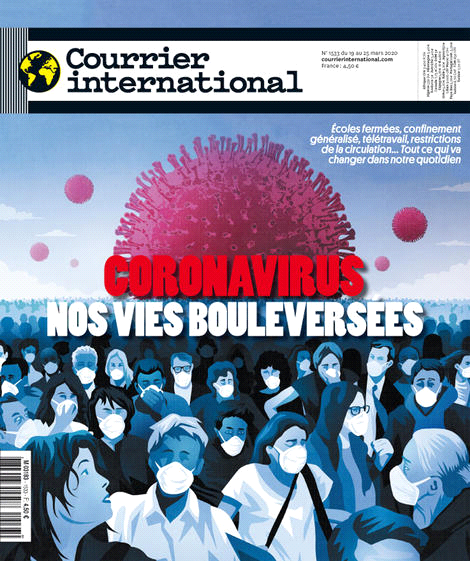 Courrier
international
N° 1533 du 19 au 25 mars 2020
courrierinternational.com
France : 4,50 €
Écoles fermées, confinement
généralisé, télétravail, restrictions
de la circulation... Tout ce qui va
changer dans notre quotidien
CORONAVIRUS
NOS VIES BOULEVERSÉES